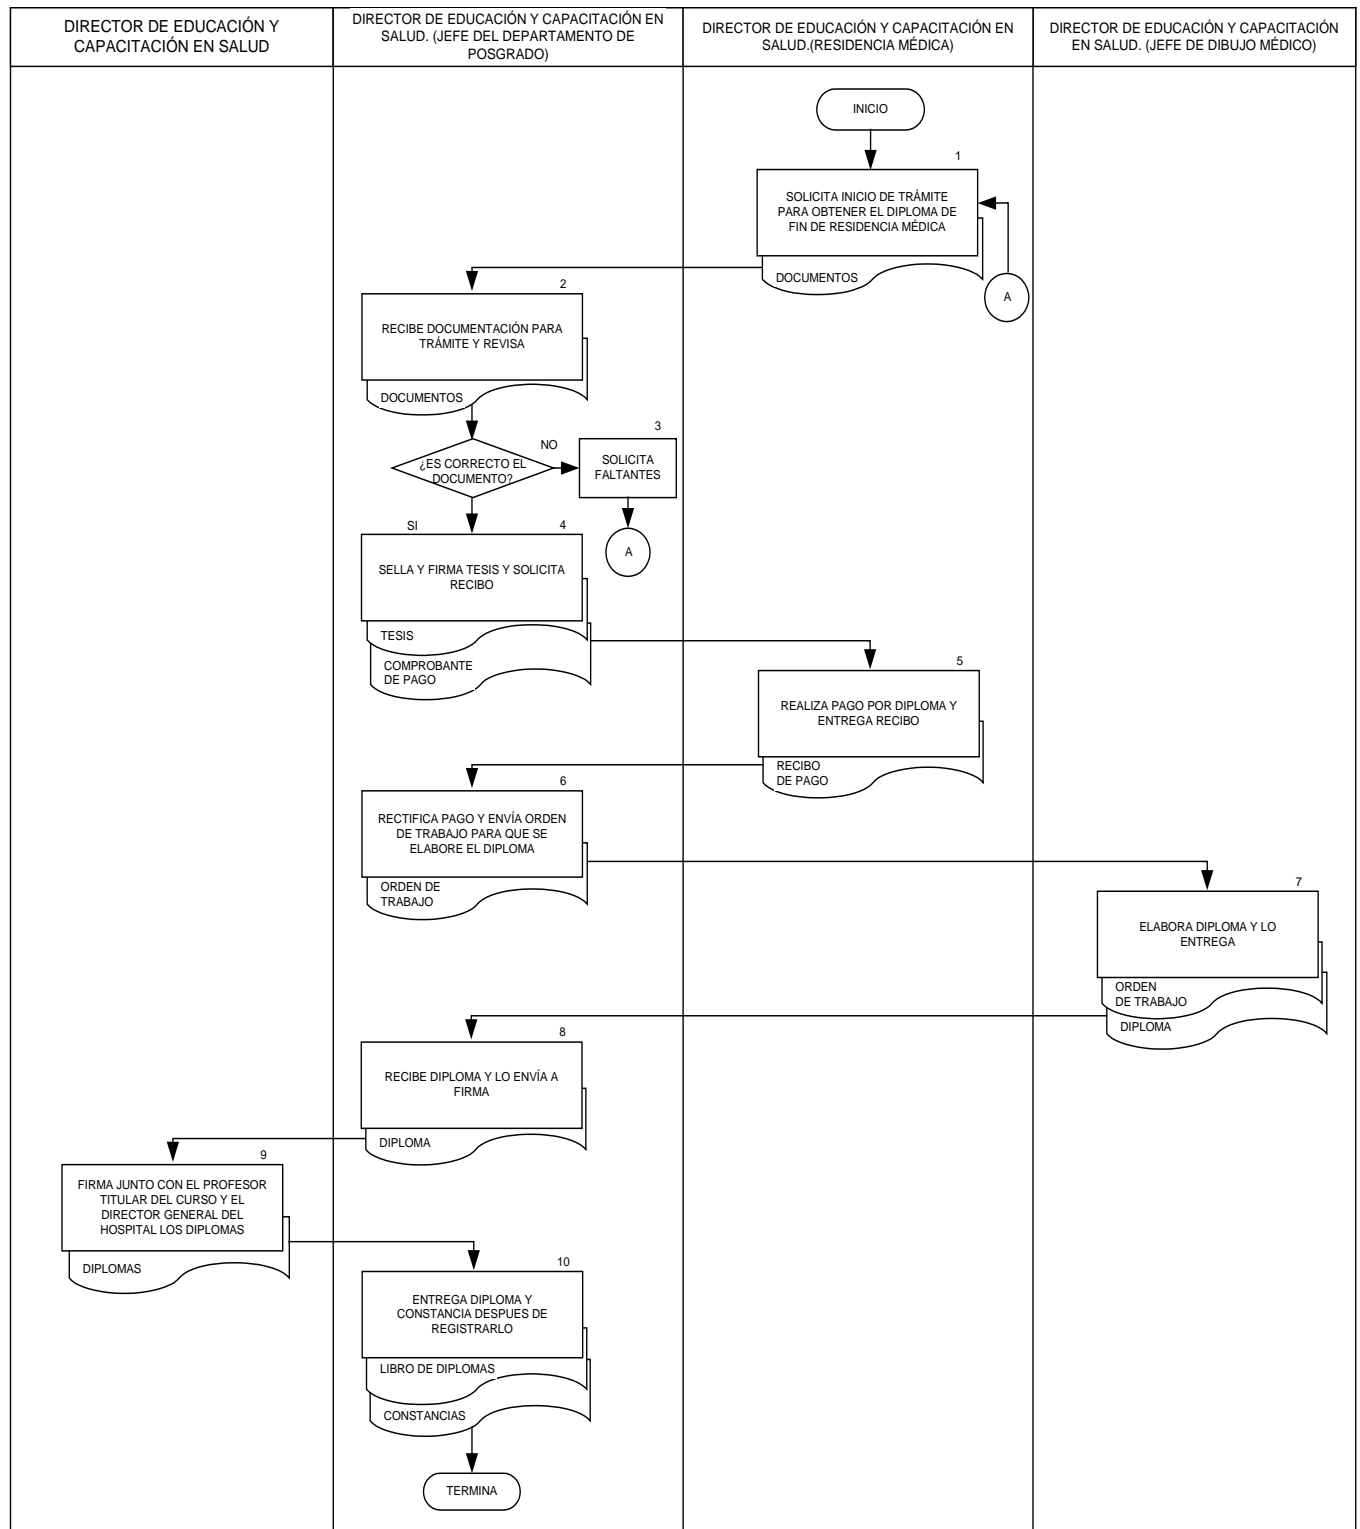 DIRECTOR DE EDUCACIÓN Y
CAPACITACIÓN EN SALUD
DIRECTOR DE EDUCACIÓN Y CAPACITACIÓN EN
SALUD. (JEFE DEL DEPARTAMENTO DE
POSGRADO)
DIRECTOR DE EDUCACIÓN Y CAPACITACIÓN EN
SALUD.(RESIDENCIA MÉDICA)
DIRECTOR DE EDUCACIÓN Y CAPACITACIÓN
EN SALUD. (JEFE DE DIBUJO MÉDICO)
INICIO
1
SOLICITA INICIO DE TRÁMITE
PARA OBTENER EL DIPLOMA DE
FIN DE RESIDENCIA MÉDICA
DOCUMENTOS
A
2
RECIBE DOCUMENTACIÓN PARA
TRÁMITE Y REVISA
DOCUMENTOS
¿ES CORRECTO EL
DOCUMENTO?
NO
3
SOLICITA
FALTANTES
A
SI
4
SELLA Y FIRMA TESIS Y SOLICITA
RECIBO
TESIS
COMPROBANTE
DE PAGO
5
REALIZA PAGO POR DIPLOMA Y
ENTREGA RECIBO
RECIBO
DE PAGO
6
RECTIFICA PAGO Y ENVÍA ORDEN
DE TRABAJO PARA QUE SE
ELABORE EL DIPLOMA
ORDEN DE
TRABAJO
7
ELABORA DIPLOMA Y LO
ENTREGA
ORDEN
DE TRABAJO
DIPLOMA
8
RECIBE DIPLOMA Y LO ENVÍA A
FIRMA
DIPLOMA
9
FIRMA JUNTO CON EL PROFESOR
TITULAR DEL CURSO Y EL
DIRECTOR GENERAL DEL
HOSPITAL LOS DIPLOMAS
DIPLOMAS
10
ENTREGA DIPLOMA Y
CONSTANCIA DESPUES DE
REGISTRARLO
LIBRO DE DIPLOMAS
CONSTANCIAS
TERMINA